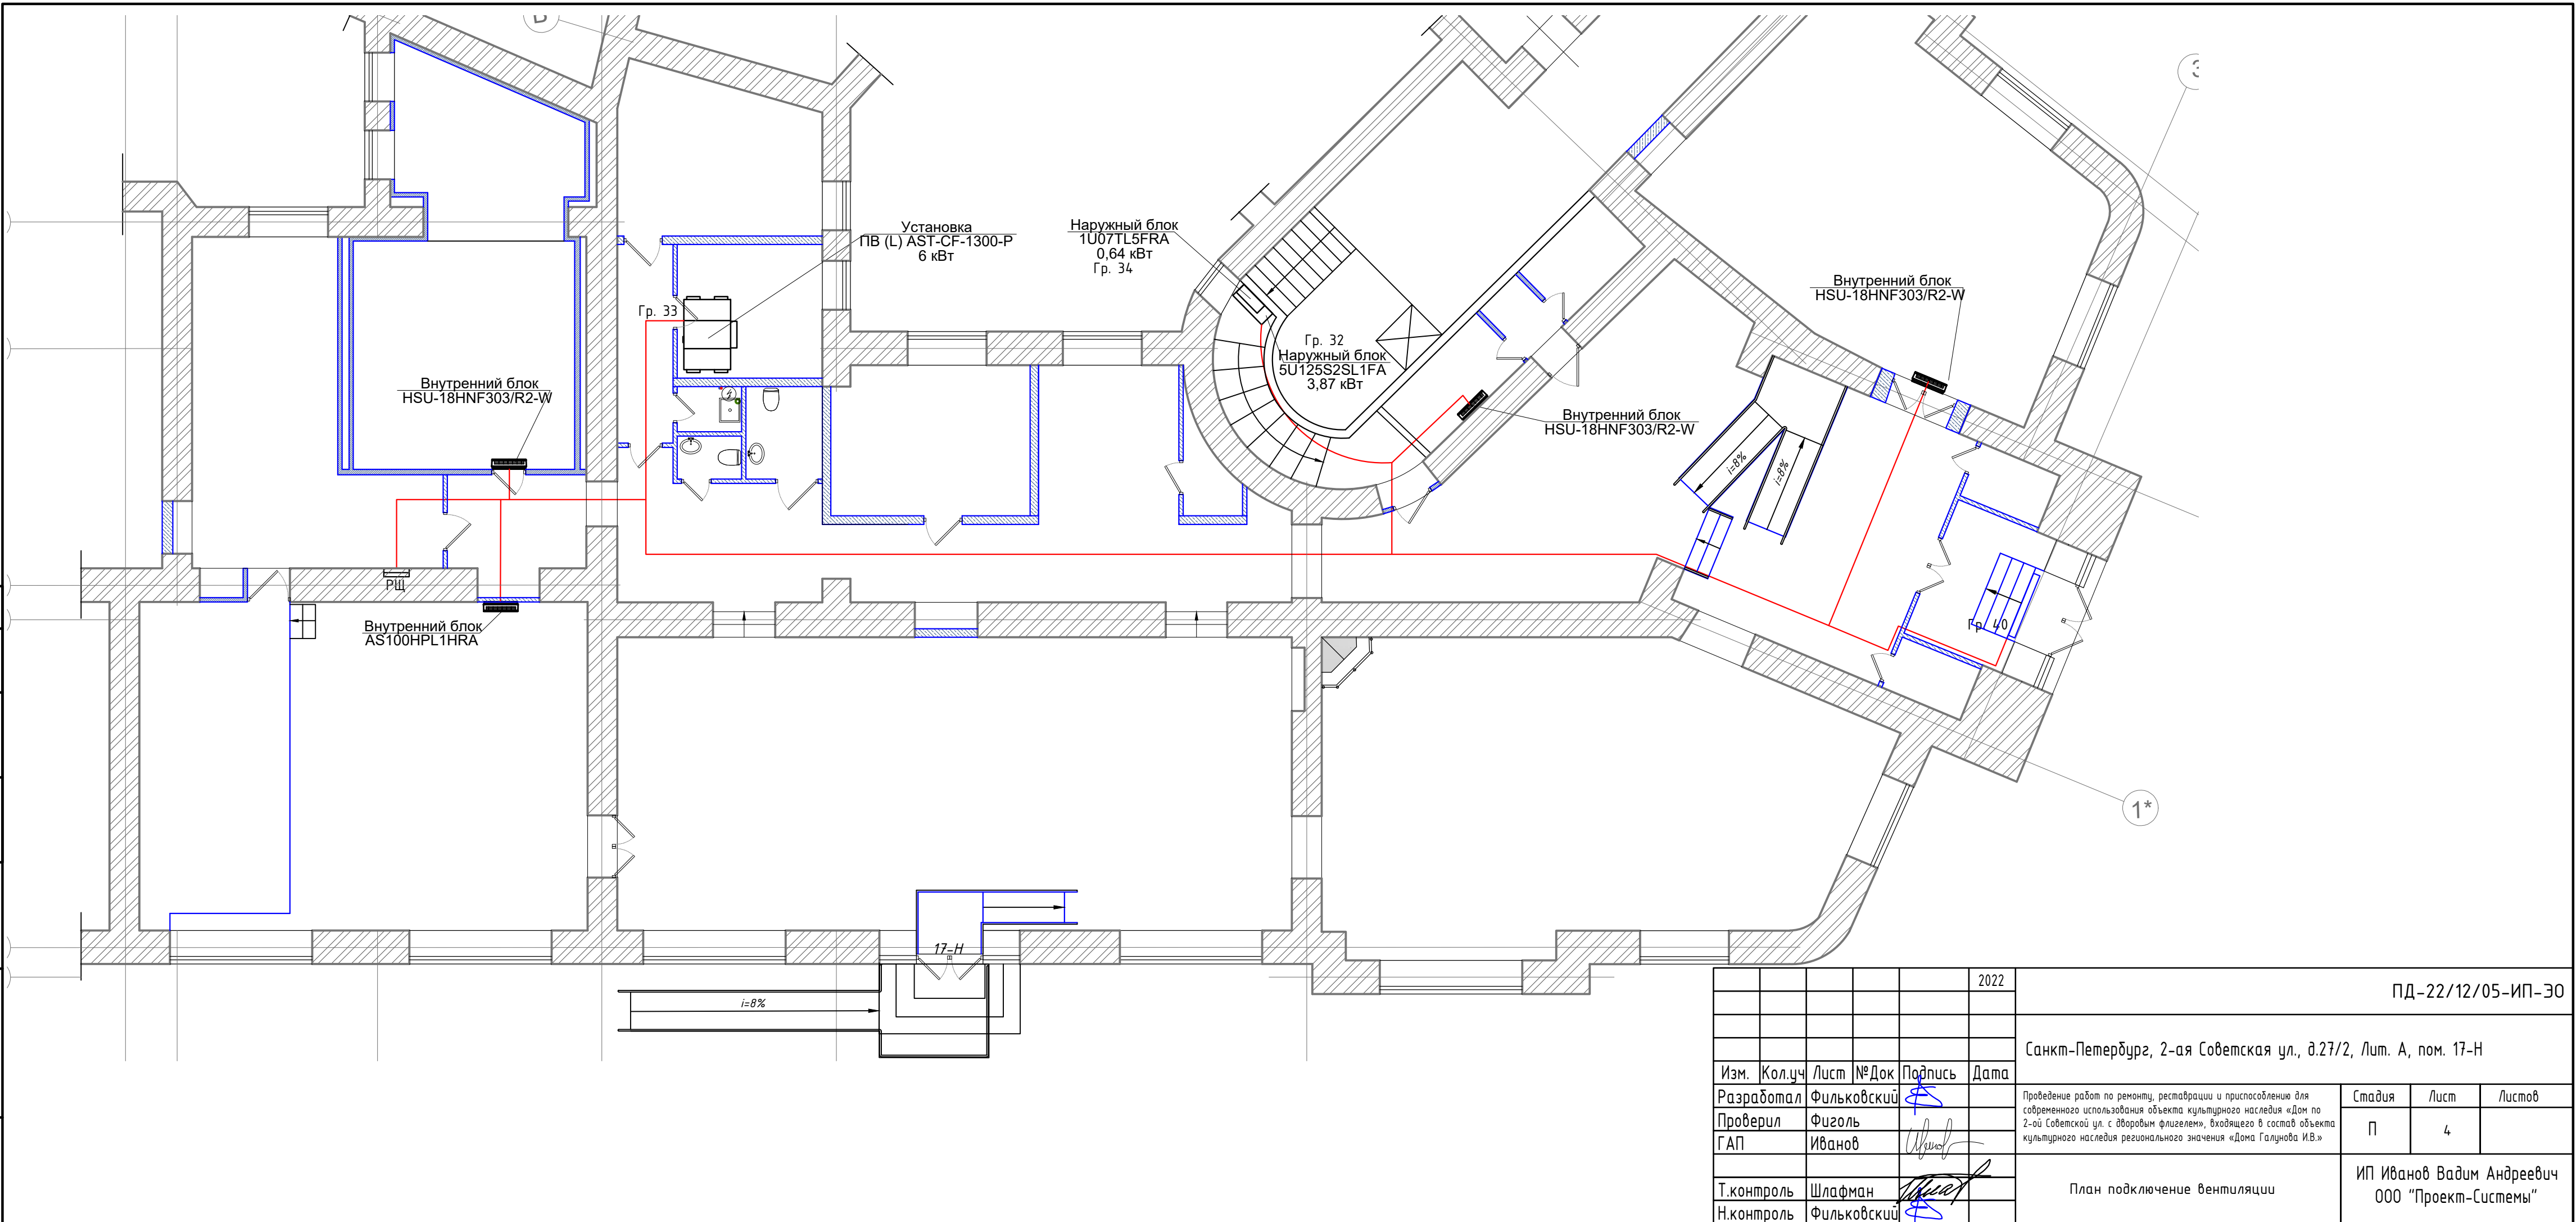 В
3
Установка
ПВ (L) AST-CF-1300-P
6 кВт
Наружный блок
1U07TL5FRA
0,64 кВт
Гр. 34
Внутренний блок
HSU-18HNF303/R2-W
Гр. 33
Гр. 32
Наружный блок
5U125S2SL1FA
3,87 кВт
Внутренний блок
HSU-18HNF303/R2-W
Внутренний блок
HSU-18HNF303/R2-W
i=8%
i=8%
РЩ
Внутренний блок
AS100HPL1HRA
Гр 40
1*
17-Н
i=8%
2022
ПД-22/12/05-ИП-ЭО
Санкт-Петербург, 2-ая Советская ул., д.27/2, Лит. А, пом. 17-Н
Изм. Кол.уч Лист №Док Подпись Дата
Разработал Фильковский
Проверил Фиголь
ГАП Иванов
Т.контроль Шлафман
Н.контроль Фильковский
Проведение работ по ремонту, реставрации и приспособлению для
современного использования объекта культурного наследия «Дом по
2-ой Советской ул. с дворовым флигелем», входящего в состав объекта
культурного наследия регионального значения «Дома Галунова И.В.»
Стадия Лист Листов
П 4
План подключение вентиляции
ИП Иванов Вадим Андреевич
ООО "Проект-Системы"